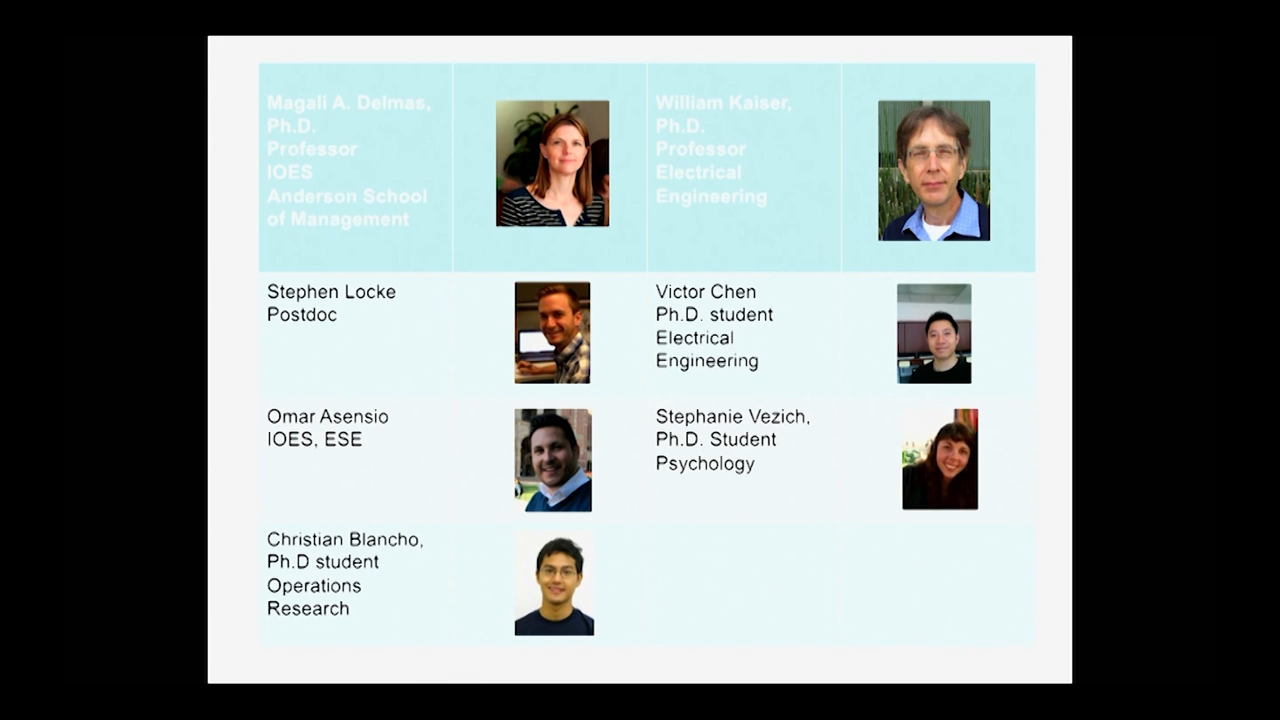 Magali A. Delmas,
Ph.D.
Professor
IOES
Anderson School
of Management
William Kaiser,
Ph.D.
Professor
Electrical
Engineering
Stephen Locke
Postdoc
Victor Chen
Ph.D. student
Electrical
Engineering
Omar Asensio
IOES, ESE
Stephanie Vezich,
Ph.D. Student
Psychology
Christian Blancho,
Ph.D student
Operations
Research